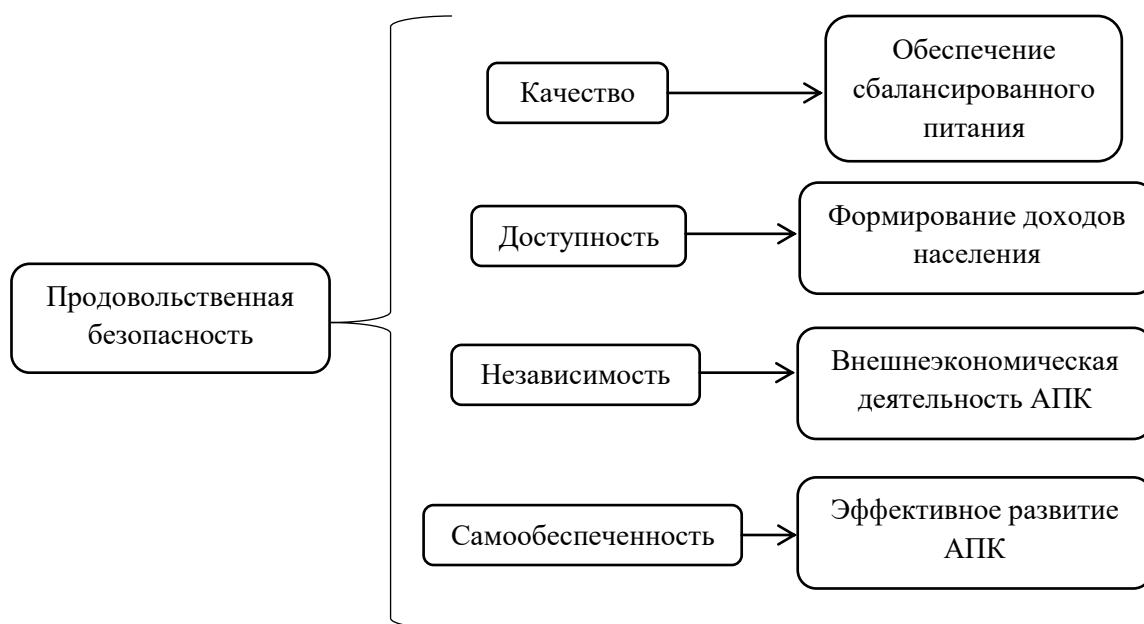 Продовольственная
безопасность
Качество
Обеспечение
сбалансированного
питания
Доступность
Формирование доходов
населения
Независимость
Внешнеэкономическая
деятельность АПК
Самообеспеченность
Эффективное развитие
АПК